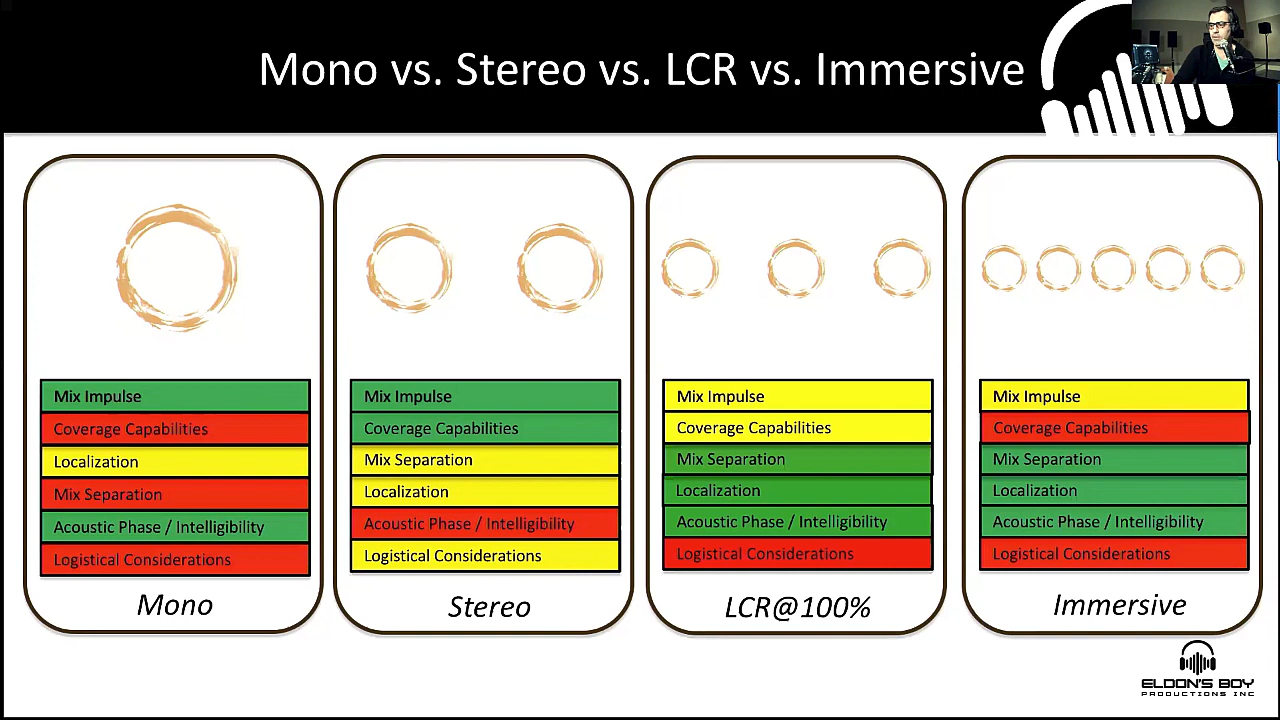 Mono vs. Stereo vs. LCR vs. Immersive
Mix Impulse
Coverage Capabilities
Localization
Mix Separation
Acoustic Phase / Intelligibility
Logistical Considerations
Mono
Mix Impulse
Coverage Capabilities
Mix Separation
Localization
Acoustic Phase / Intelligibility
Logistical Considerations
Stereo
Mix Impulse
Coverage Capabilities
Mix Separation
Localization
Acoustic Phase / Intelligibility
Logistical Considerations
LCR@100%
Mix Impulse
Coverage Capabilities
Mix Separation
Localization
Acoustic Phase / Intelligibility
Logistical Considerations
Immersive
ELDON'S BOY
PRODUCTIONS INC